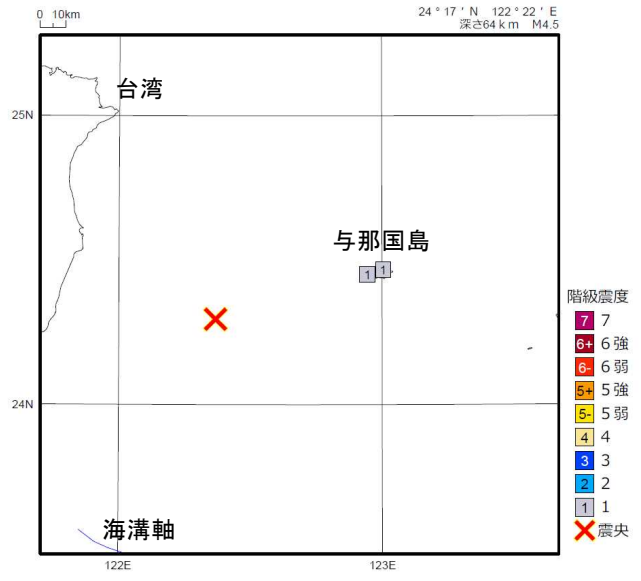 0 10km
24 ° 17 ' N 122 ° 22 ' E
深さ64ｋｍ M4.5
台湾
25N
与那国島
1 1
24N
海溝軸
122E 123E
階級震度
7 7
6+ 6強
6- 6弱
5+ 5強
5- 5弱
4 4
3 3
2 2
1 1
震央